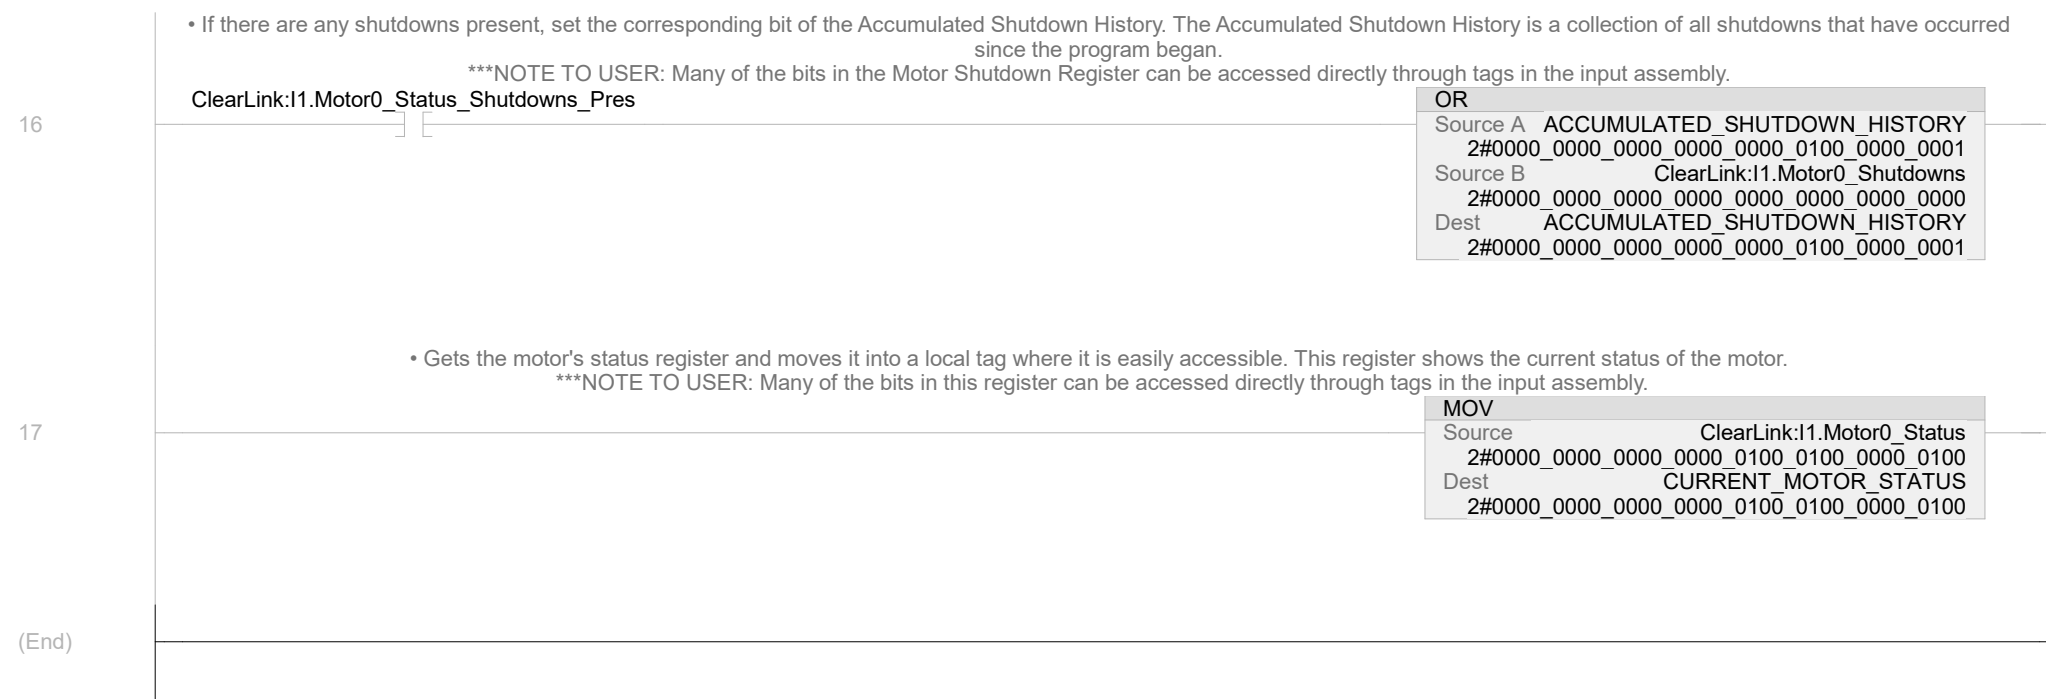 • If there are any shutdowns present, set the corresponding bit of the Accumulated Shutdown History. The Accumulated Shutdown History is a collection of all shutdowns that have occurred
since the program began.
***NOTE TO USER: Many of the bits in the Motor Shutdown Register can be accessed directly through tags in the input assembly.
ClearLink:I1.Motor0_Status_Shutdowns_Pres
16
OR
Source A ACCUMULATED_SHUTDOWN_HISTORY
2#0000_0000_0000_0000_0000_0100_0000_0001
Source B ClearLink:I1.Motor0_Shutdowns
2#0000_0000_0000_0000_0000_0000_0000_0000
Dest ACCUMULATED_SHUTDOWN_HISTORY
2#0000_0000_0000_0000_0000_0100_0000_0001
• Gets the motor's status register and moves it into a local tag where it is easily accessible. This register shows the current status of the motor.
***NOTE TO USER: Many of the bits in this register can be accessed directly through tags in the input assembly.
17
MOV
Source ClearLink:I1.Motor0_Status
2#0000_0000_0000_0000_0100_0100_0000_0100
Dest CURRENT_MOTOR_STATUS
2#0000_0000_0000_0000_0100_0100_0000_0100
(End)